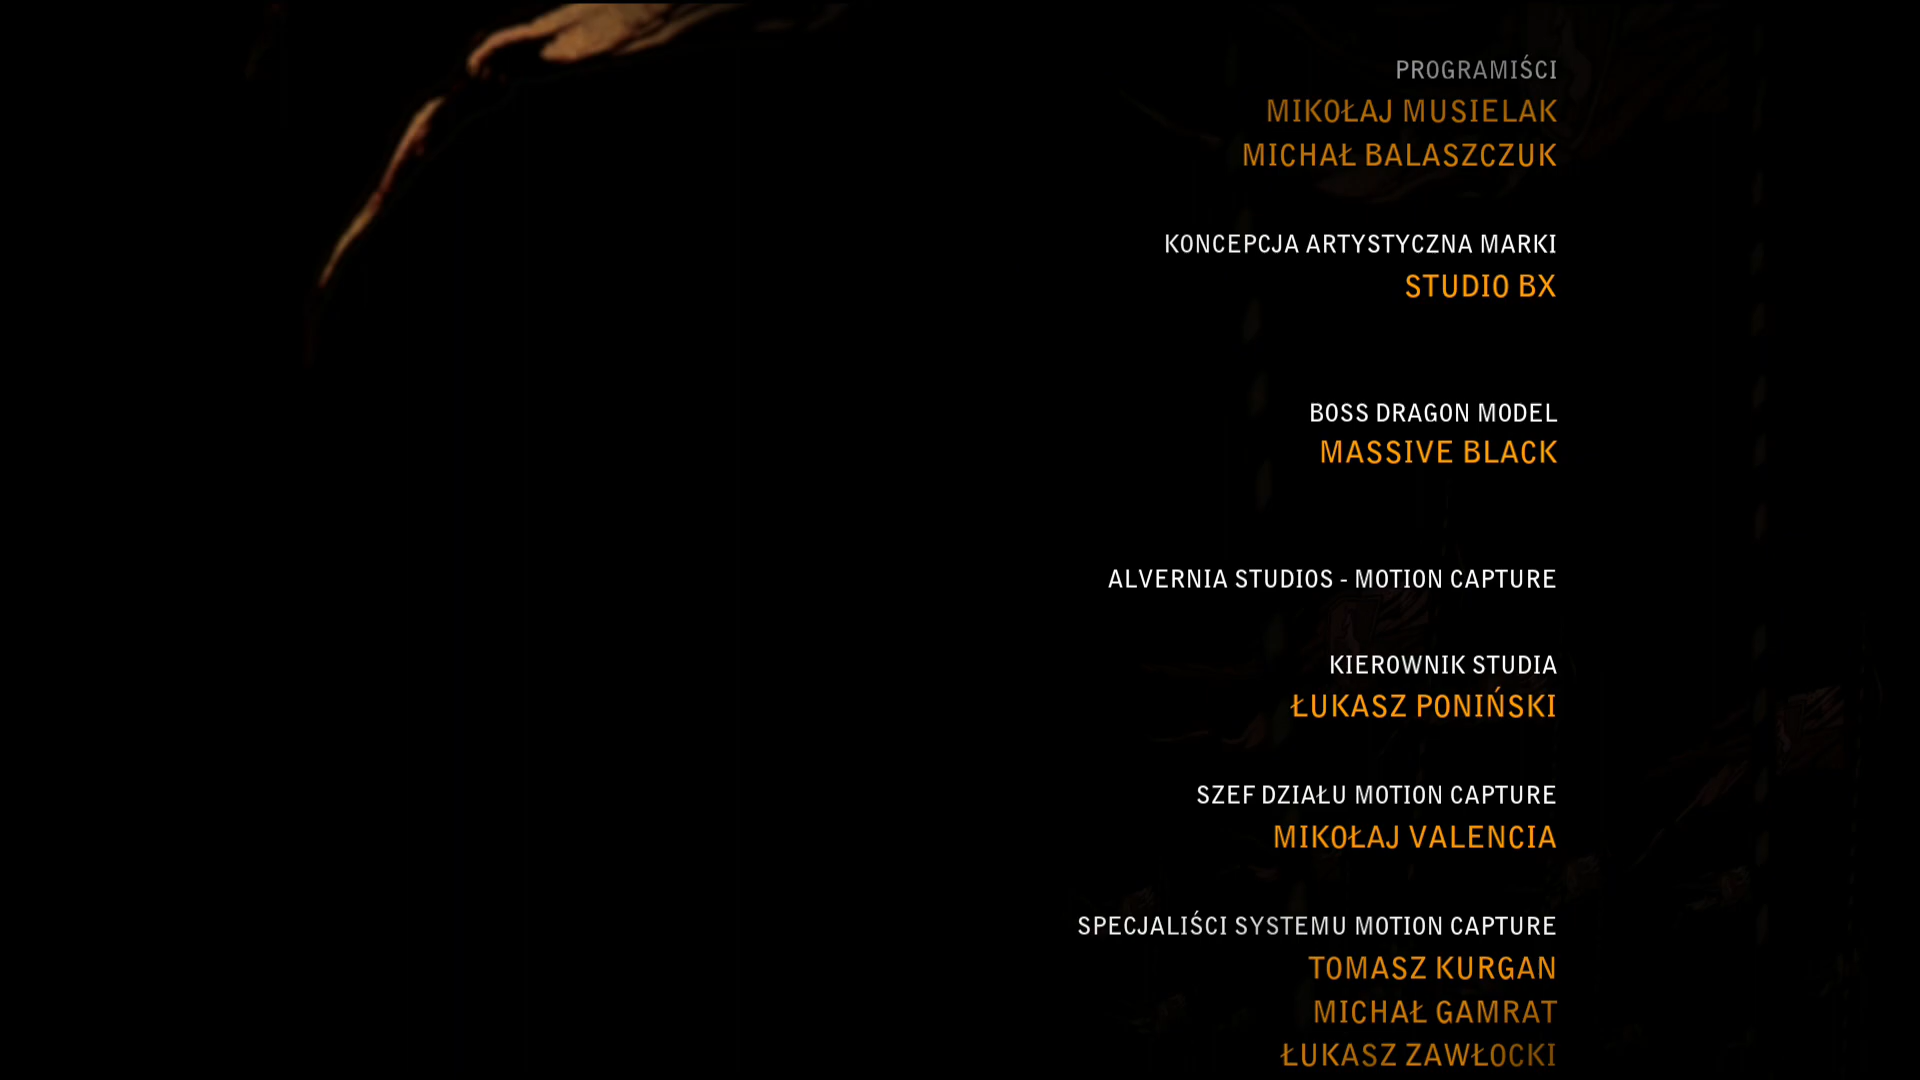 PROGRAMIŚCI
MIKOŁAJ MUSIELAK
MICHAŁ BALASZCZUK
KONCEPCJA ARTYSTYCZNA MARKI
STUDIO BX
BOSS DRAGON MODEL
MASSIVE BLACK
ALVERNIA STUDIOS - MOTION CAPTURE
KIEROWNIK STUDIA
ŁUKASZ PONIŃSKI
SZEF DZIAŁU MOTION CAPTURE
MIKOŁAJ VALENCIA
SPECJALIŚCI SYSTEMU MOTION CAPTURE
TOMASZ KURGAN
MICHAŁ GAMRAT
ŁUKASZ ZAWŁOCKI